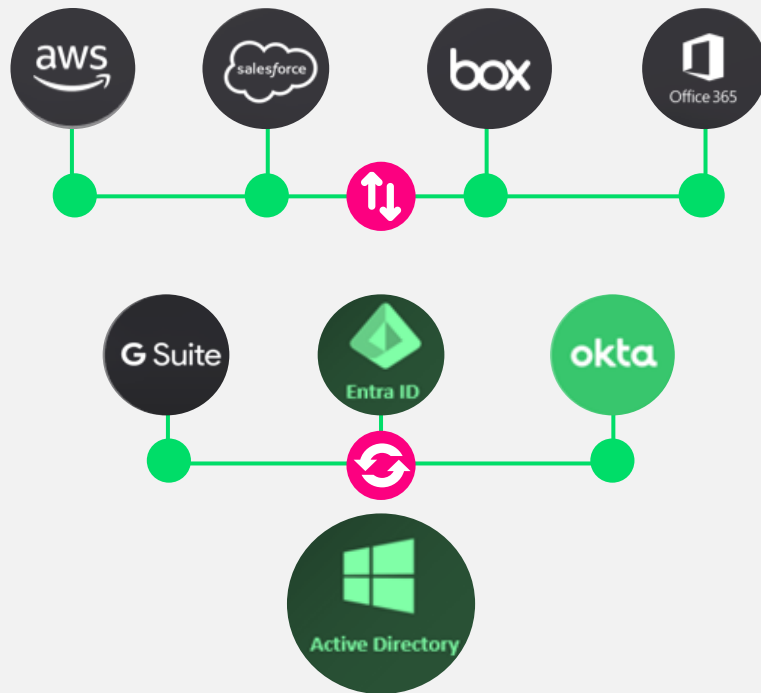 aws
salesforce
box
Office 365
G Suite
Entra ID
okta
Active Directory